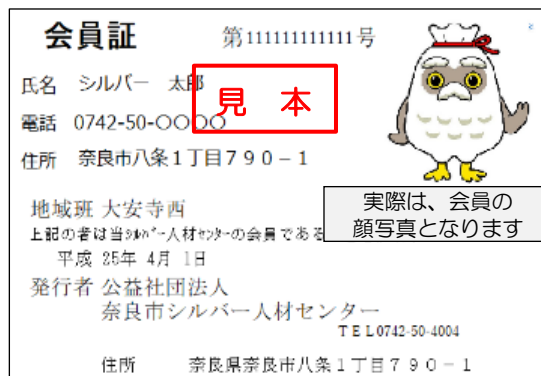 会員証 第111111111111号
氏名 シルバー 太郎
見本
電話 0742-50-〇〇〇〇
住所 奈良市八条1丁目790-1
実際は、会員の
顔写真となります
地域班 大安寺西
上記の者は当シルバー人材センターの会員である
平成 25年 4月 1日
発行者 公益社団法人
奈良市シルバー人材センター
TEL0742-50-4004
住所 奈良県奈良市八条1丁目790-1